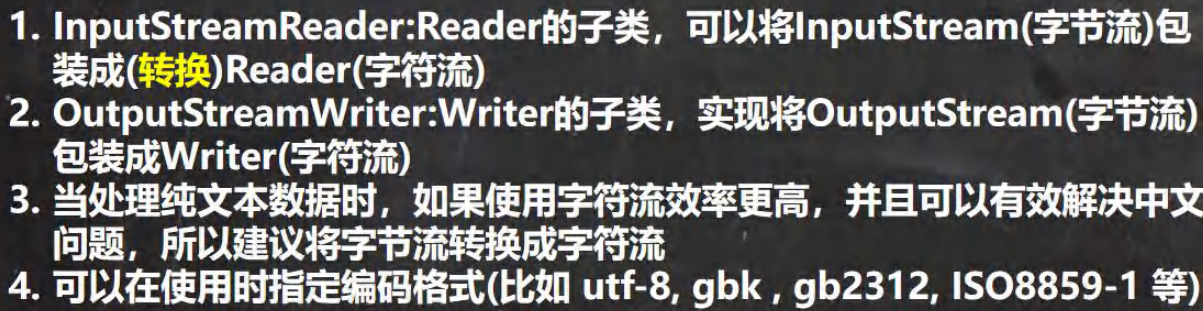 1. InputStreamReader:Reader的子类，可以将InputStream(字节流)包
装成(转换)Reader(字符流)
2. OutputStreamWriter:Writer的子类，实现将OutputStream(字节流)
包装成Writer(字符流)
3. 当处理纯文本数据时，如果使用字符流效率更高，并且可以有效解决中文
问题，所以建议将字节流转换成字符流
4. 可以在使用时指定编码格式(比如 utf-8, gbk , gb2312, ISO8859-1 等)